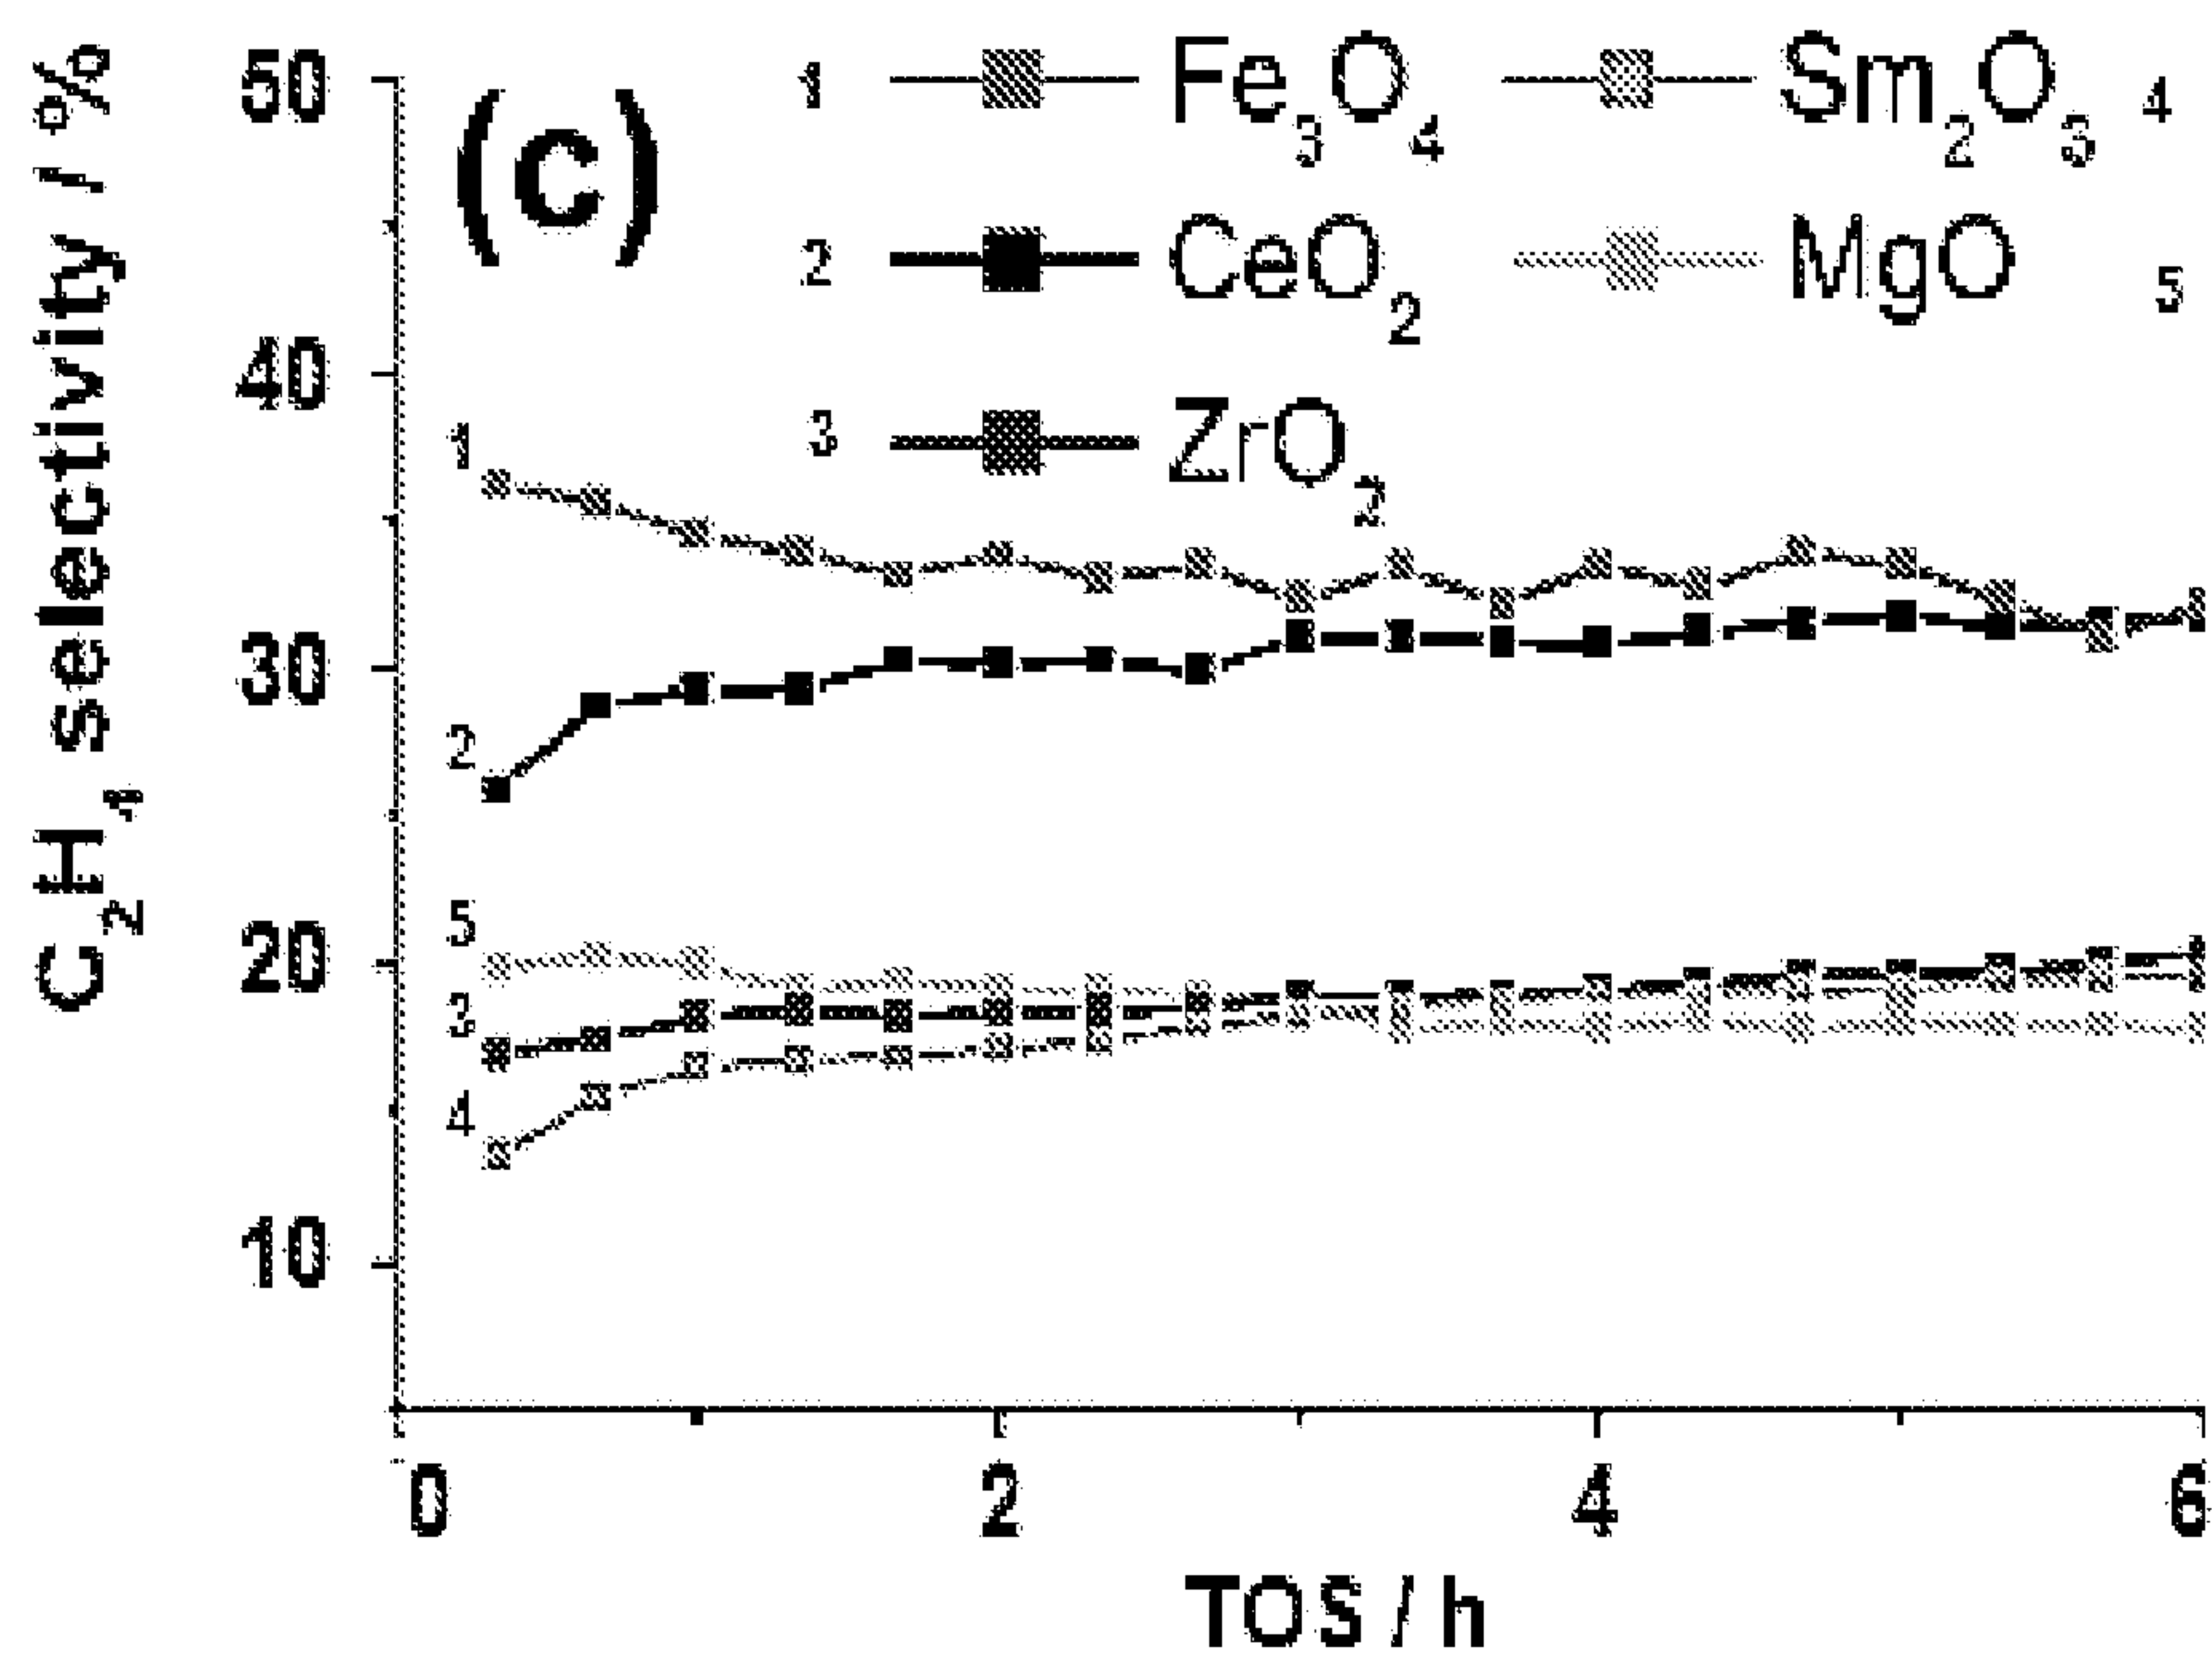 C₂H₄ selectivity / %
50
40
30
20
10
(c)
1 Fe₃O₄
2 CeO₂
3 ZrO₂
Sm₂O₃ 4
MgO 5
1
2
5
3
4
0 2 4 6
TOS / h